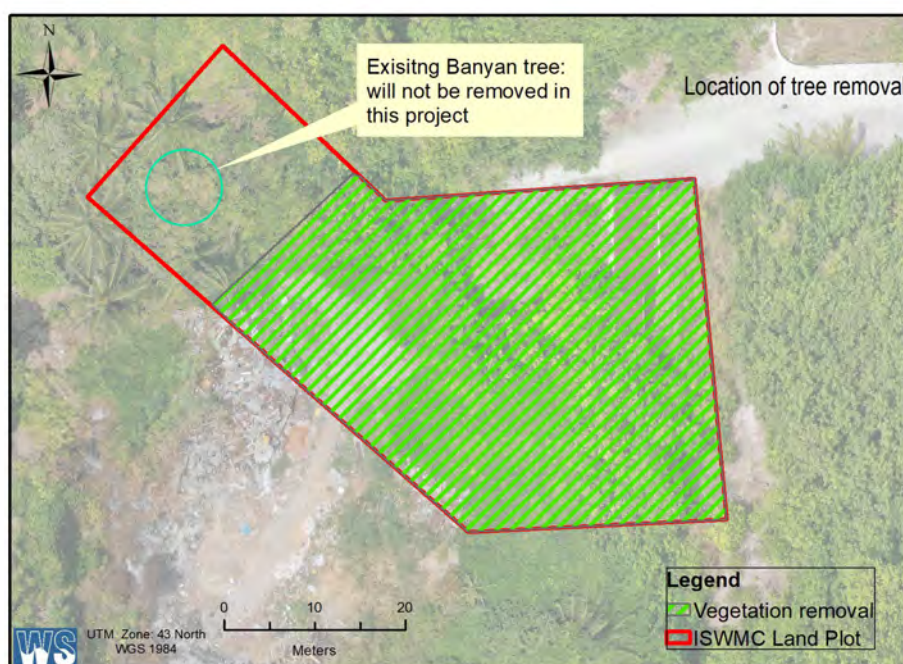 N
Exisitng Banyan tree:
will not be removed in
this project
Location of tree removal
Legend
Vegetation removal
ISWMC Land Plot
0 10 20
Meters
WS
UTM Zone: 43 North
WGS 1984